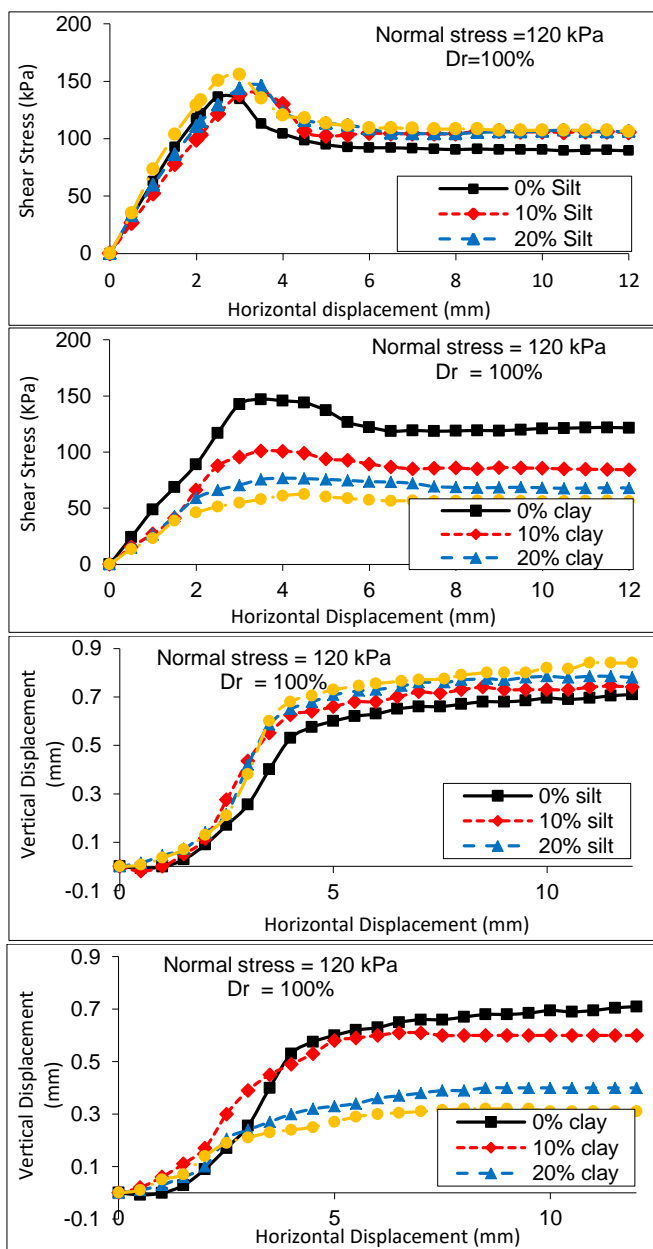 Normal stress =120 kPa
Dr=100%
Shear Stress (kPa)
200
150
100
50
0
0% Silt
10% Silt
20% Silt
0 2 4 6 8 10 12
Horizontal displacement (mm)
Normal stress = 120 kPa
Dr = 100%
Shear Stress (KPa)
200
150
100
50
0
0% clay
10% clay
20% clay
0 2 4 6 8 10 12
Horizontal Displacement (mm)
Normal stress = 120 kPa
Dr = 100%
Vertical Displacement
(mm)
0.9
0.7
0.5
0.3
0.1
-0.1
0% silt
10% silt
20% silt
0 5 10
Horizontal Displacement (mm)
Normal stress = 120 kPa
Dr = 100%
Vertical Displacement
(mm)
0.9
0.7
0.5
0.3
0.1
-0.1
0% clay
10% clay
20% clay
0 5 10
Horizontal Displacement (mm)